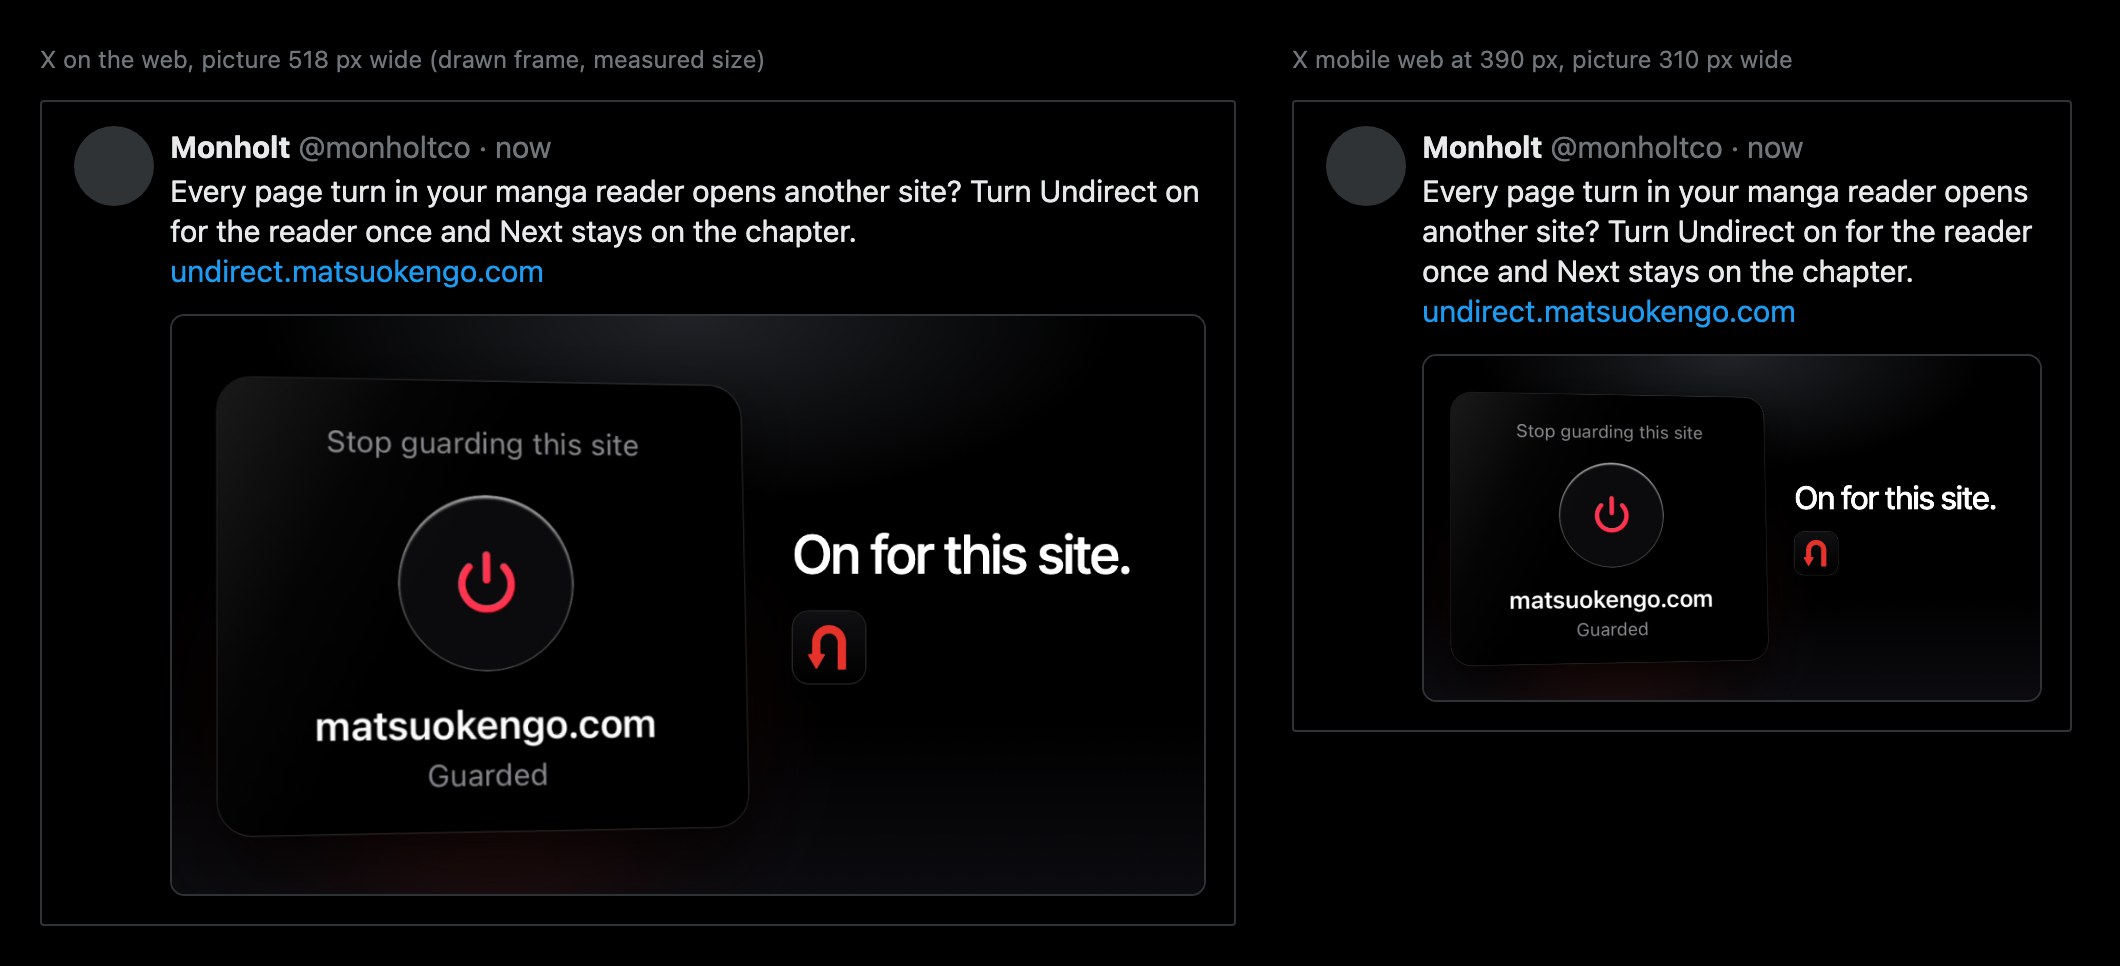 X on the web, picture 518 px wide (drawn frame, measured size)
Monholt @monholtco · now
Every page turn in your manga reader opens another site? Turn Undirect on
for the reader once and Next stays on the chapter.
undirect.matsuokengo.com
Stop guarding this site
matsuokengo.com
Guarded
On for this site.
X mobile web at 390 px, picture 310 px wide
Monholt @monholtco · now
Every page turn in your manga reader opens
another site? Turn Undirect on for the reader
once and Next stays on the chapter.
undirect.matsuokengo.com
Stop guarding this site
matsuokengo.com
Guarded
On for this site.